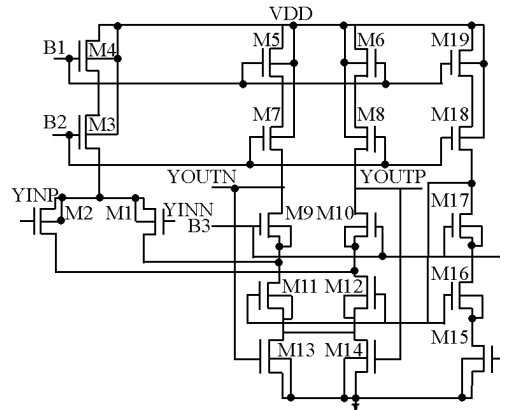 VDD
B1 M4 M5 M6 M19
B2 M3 M7 M8 M18
YOUTN YOUTP
YINP M2 M1 YINN M9 M10 M17
B3
M11 M12 M16
M13 M14 M15